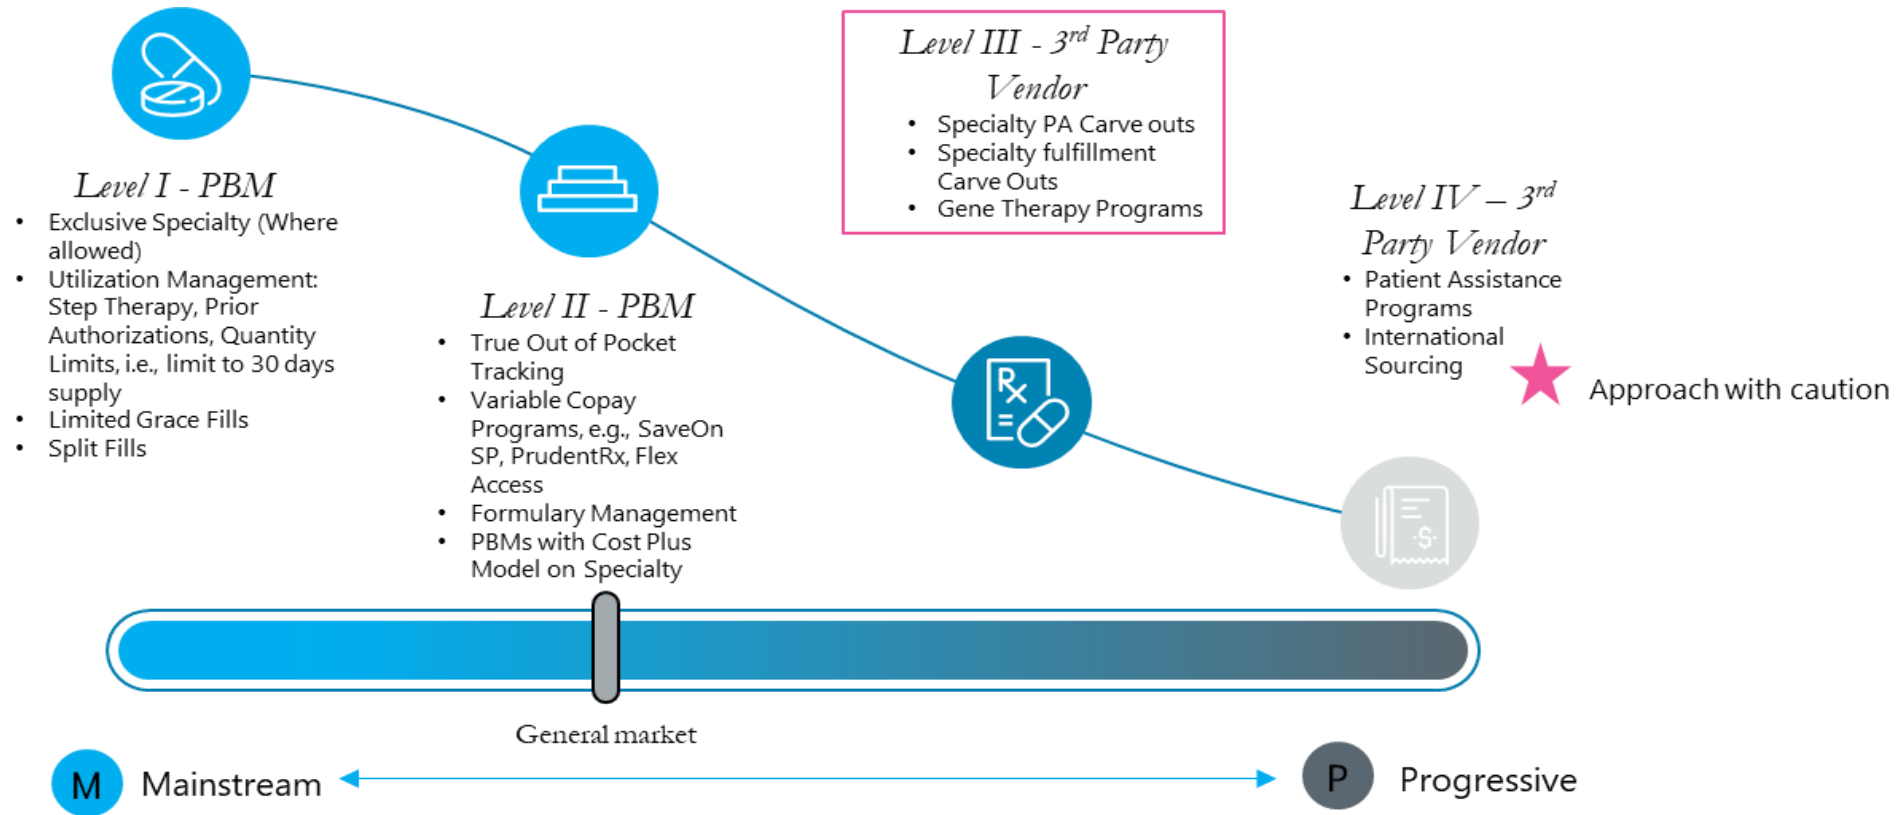 Level I - PBM
• Exclusive Specialty (Where
allowed)
• Utilization Management:
Step Therapy, Prior
Authorizations, Quantity
Limits, i.e., limit to 30 days
supply
• Limited Grace Fills
• Split Fills
Level II - PBM
• True Out of Pocket
Tracking
• Variable Copay
Programs, e.g., SaveOn
SP, PrudentRx, Flex
Access
• Formulary Management
• PBMs with Cost Plus
Model on Specialty
Level III - 3rd Party
Vendor
• Specialty PA Carve outs
• Specialty fulfillment
Carve Outs
• Gene Therapy Programs
Rx
Level IV – 3rd
Party Vendor
• Patient Assistance
Programs
• International
Sourcing
Approach with caution
-$-
General market
M Mainstream
P Progressive